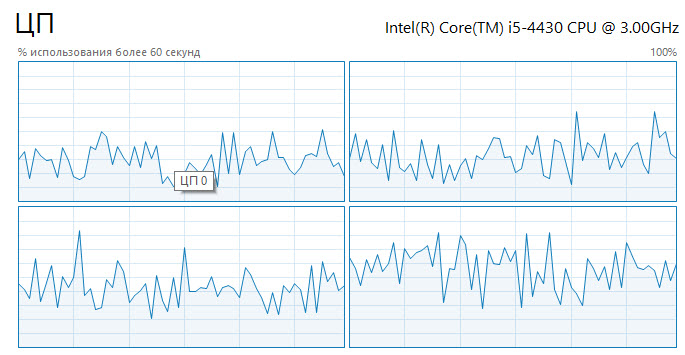 ЦП
Intel(R) Core(TM) i5-4430 CPU @ 3.00GHz
% использования более 60 секунд
100%
ЦП 0